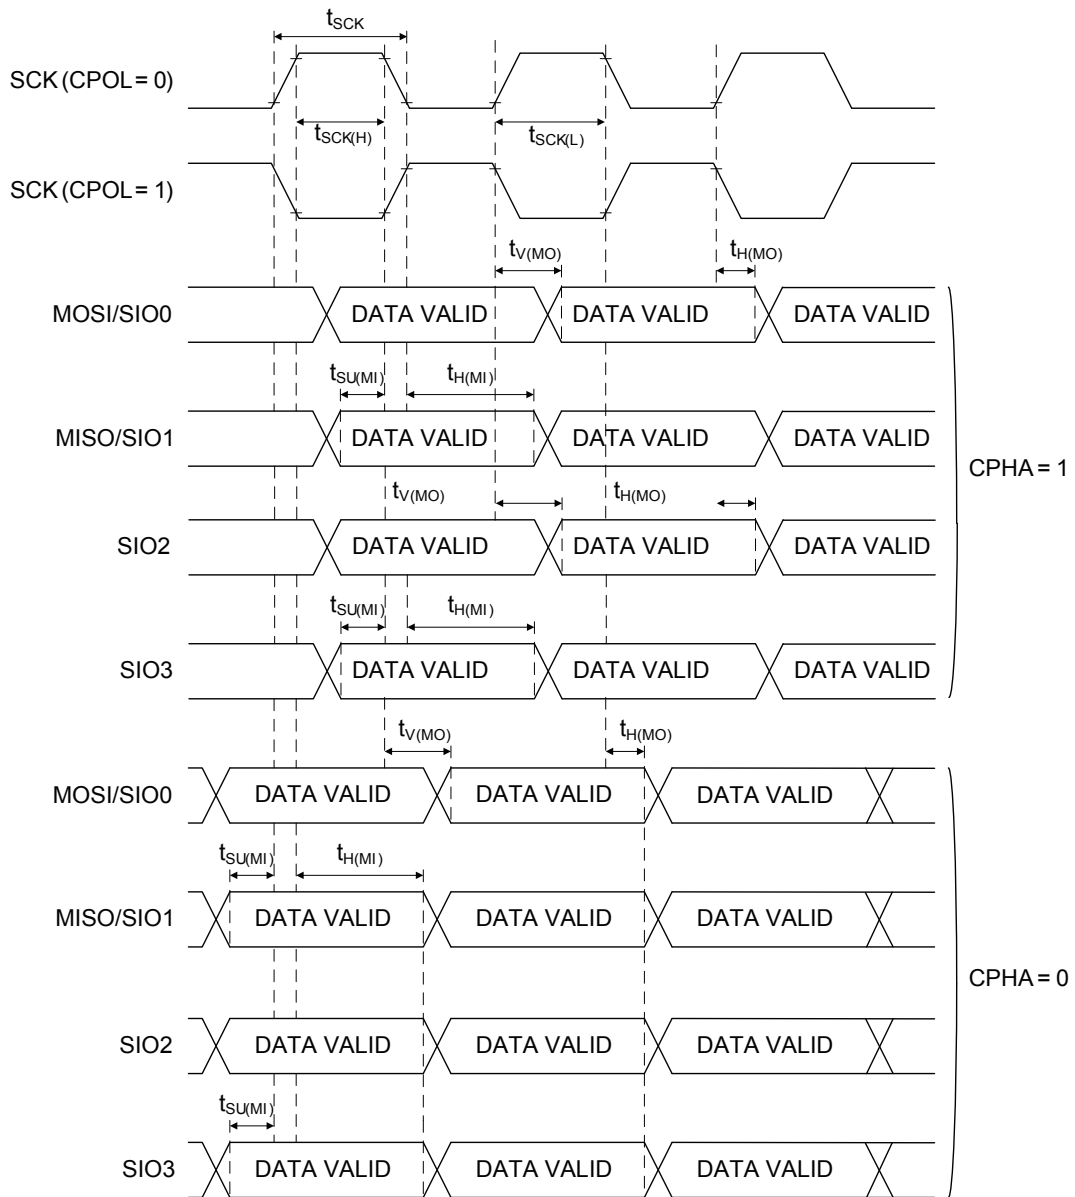 tSCK
SCK (CPOL = 0)
tSCK(H) tSCK(L)
SCK (CPOL = 1)
tV(MO) tH(MO)
MOSI/SIO0 DATA VALID DATA VALID DATA VALID
tSU(MI) tH(MI)
MISO/SIO1 DATA VALID DATA VALID DATA VALID
CPHA = 1
tV(MO) tH(MO)
SIO2 DATA VALID DATA VALID DATA VALID
tSU(MI) tH(MI)
SIO3 DATA VALID DATA VALID DATA VALID
tV(MO) tH(MO)
MOSI/SIO0 DATA VALID DATA VALID DATA VALID
tSU(MI) tH(MI)
MISO/SIO1 DATA VALID DATA VALID DATA VALID
CPHA = 0
SIO2 DATA VALID DATA VALID DATA VALID
tSU(MI)
SIO3 DATA VALID DATA VALID DATA VALID